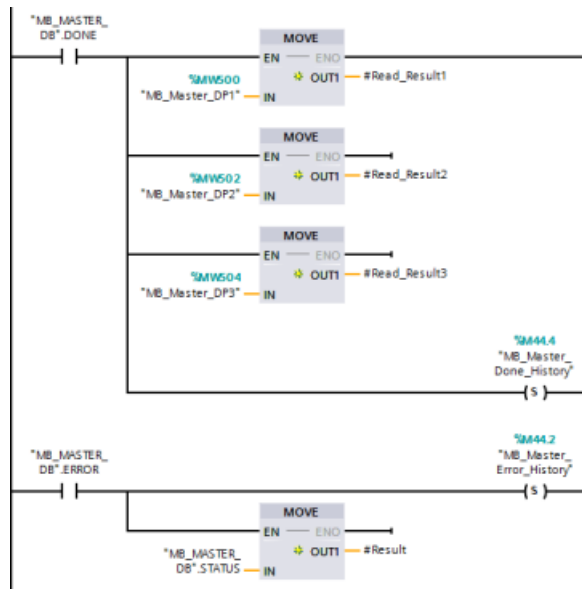 "MB_MASTER_
DB".DONE
MOVE
EN ENO
%MW500
"MB_Master_DP1" IN
OUT1 #Read_Result1
MOVE
EN ENO
%MW502
"MB_Master_DP2" IN
OUT1 #Read_Result2
MOVE
EN ENO
%MW504
"MB_Master_DP3" IN
OUT1 #Read_Result3
%M44.4
"MB_Master_
Done_History"
S
"MB_MASTER_
DB".ERROR
%M44.2
"MB_Master_
Error_History"
S
MOVE
EN ENO
"MB_MASTER_
DB".STATUS IN
OUT1 #Result